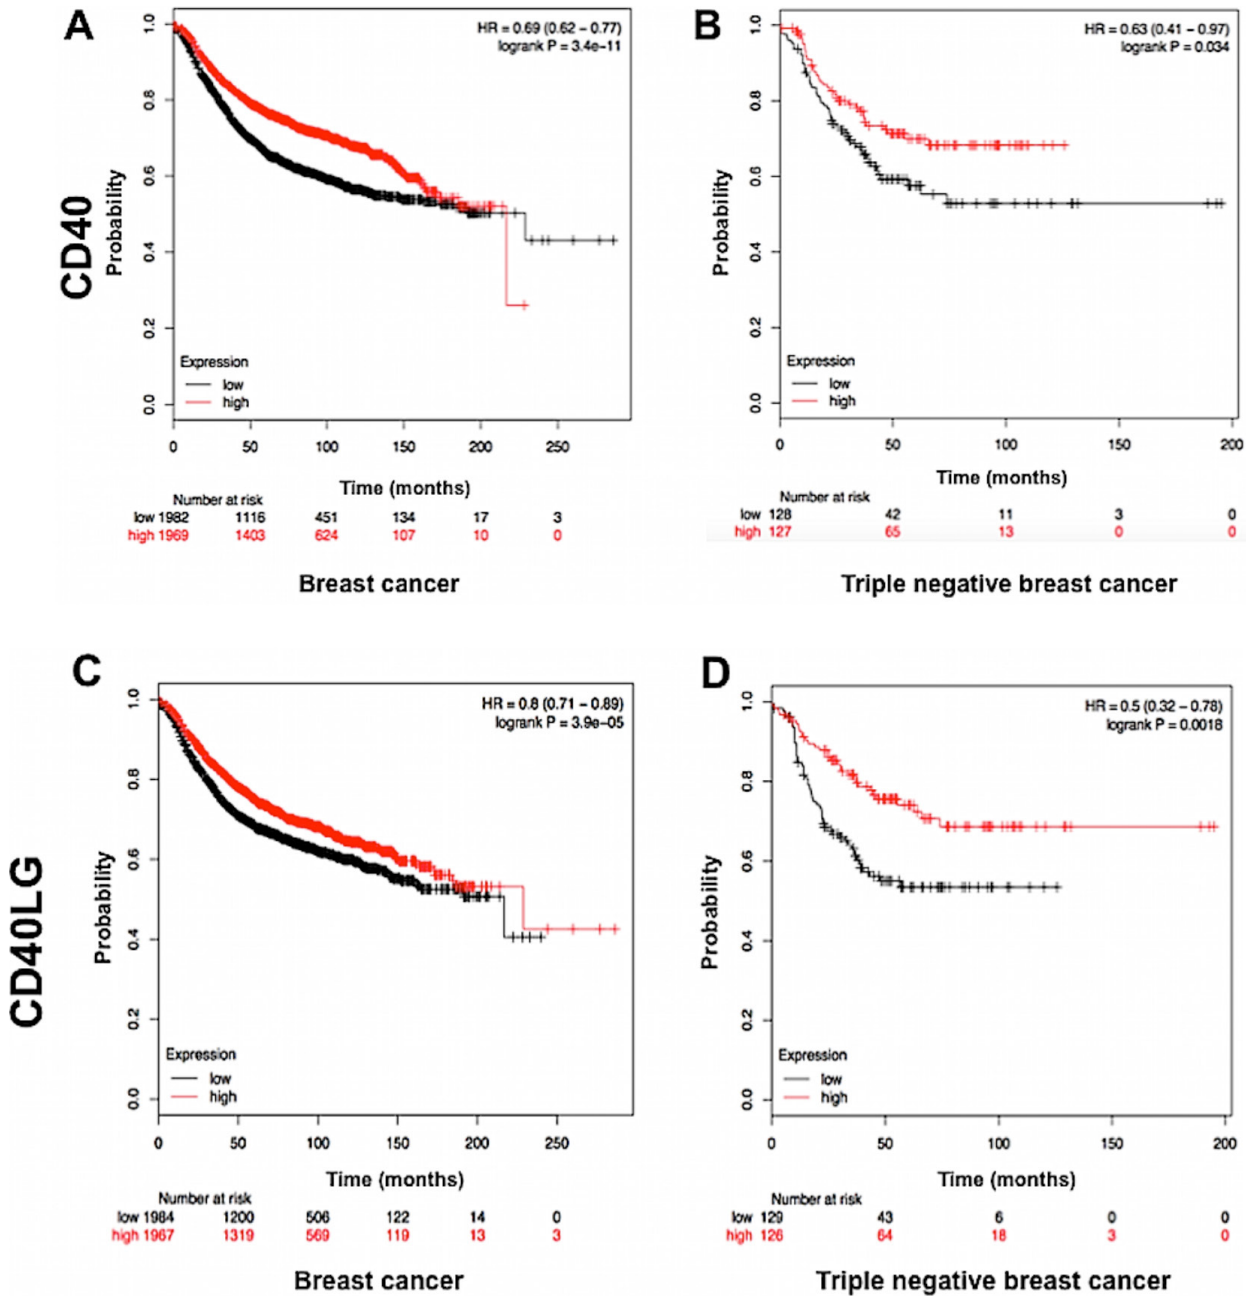 A
B
CD40
Probability
1.0
0.8
0.6
0.4
0.2
0.0
HR = 0.69 (0.62 − 0.77)
logrank P = 3.4e−11
Expression
low
high
0 50 100 150 200 250
Time (months)
Number at risk
low 1982 1116 451 134 17 3
high 1969 1403 624 107 10 0
Breast cancer
Probability
1.0
0.8
0.6
0.4
0.2
0.0
HR = 0.63 (0.41 − 0.97)
logrank P = 0.034
Expression
low
high
0 50 100 150 200
Time (months)
Number at risk
low 128 42 11 3 0
high 127 65 13 0 0
Triple negative breast cancer
C
D
CD40LG
Probability
1.0
0.8
0.6
0.4
0.2
0.0
HR = 0.8 (0.71 − 0.89)
logrank P = 3.9e−05
Expression
low
high
0 50 100 150 200 250
Time (months)
Number at risk
low 1984 1200 506 122 14 0
high 1967 1319 569 119 13 3
Breast cancer
Probability
1.0
0.8
0.6
0.4
0.2
0.0
HR = 0.5 (0.32 − 0.78)
logrank P = 0.0018
Expression
low
high
0 50 100 150 200
Time (months)
Number at risk
low 129 43 6 0 0
high 126 64 18 3 0
Triple negative breast cancer